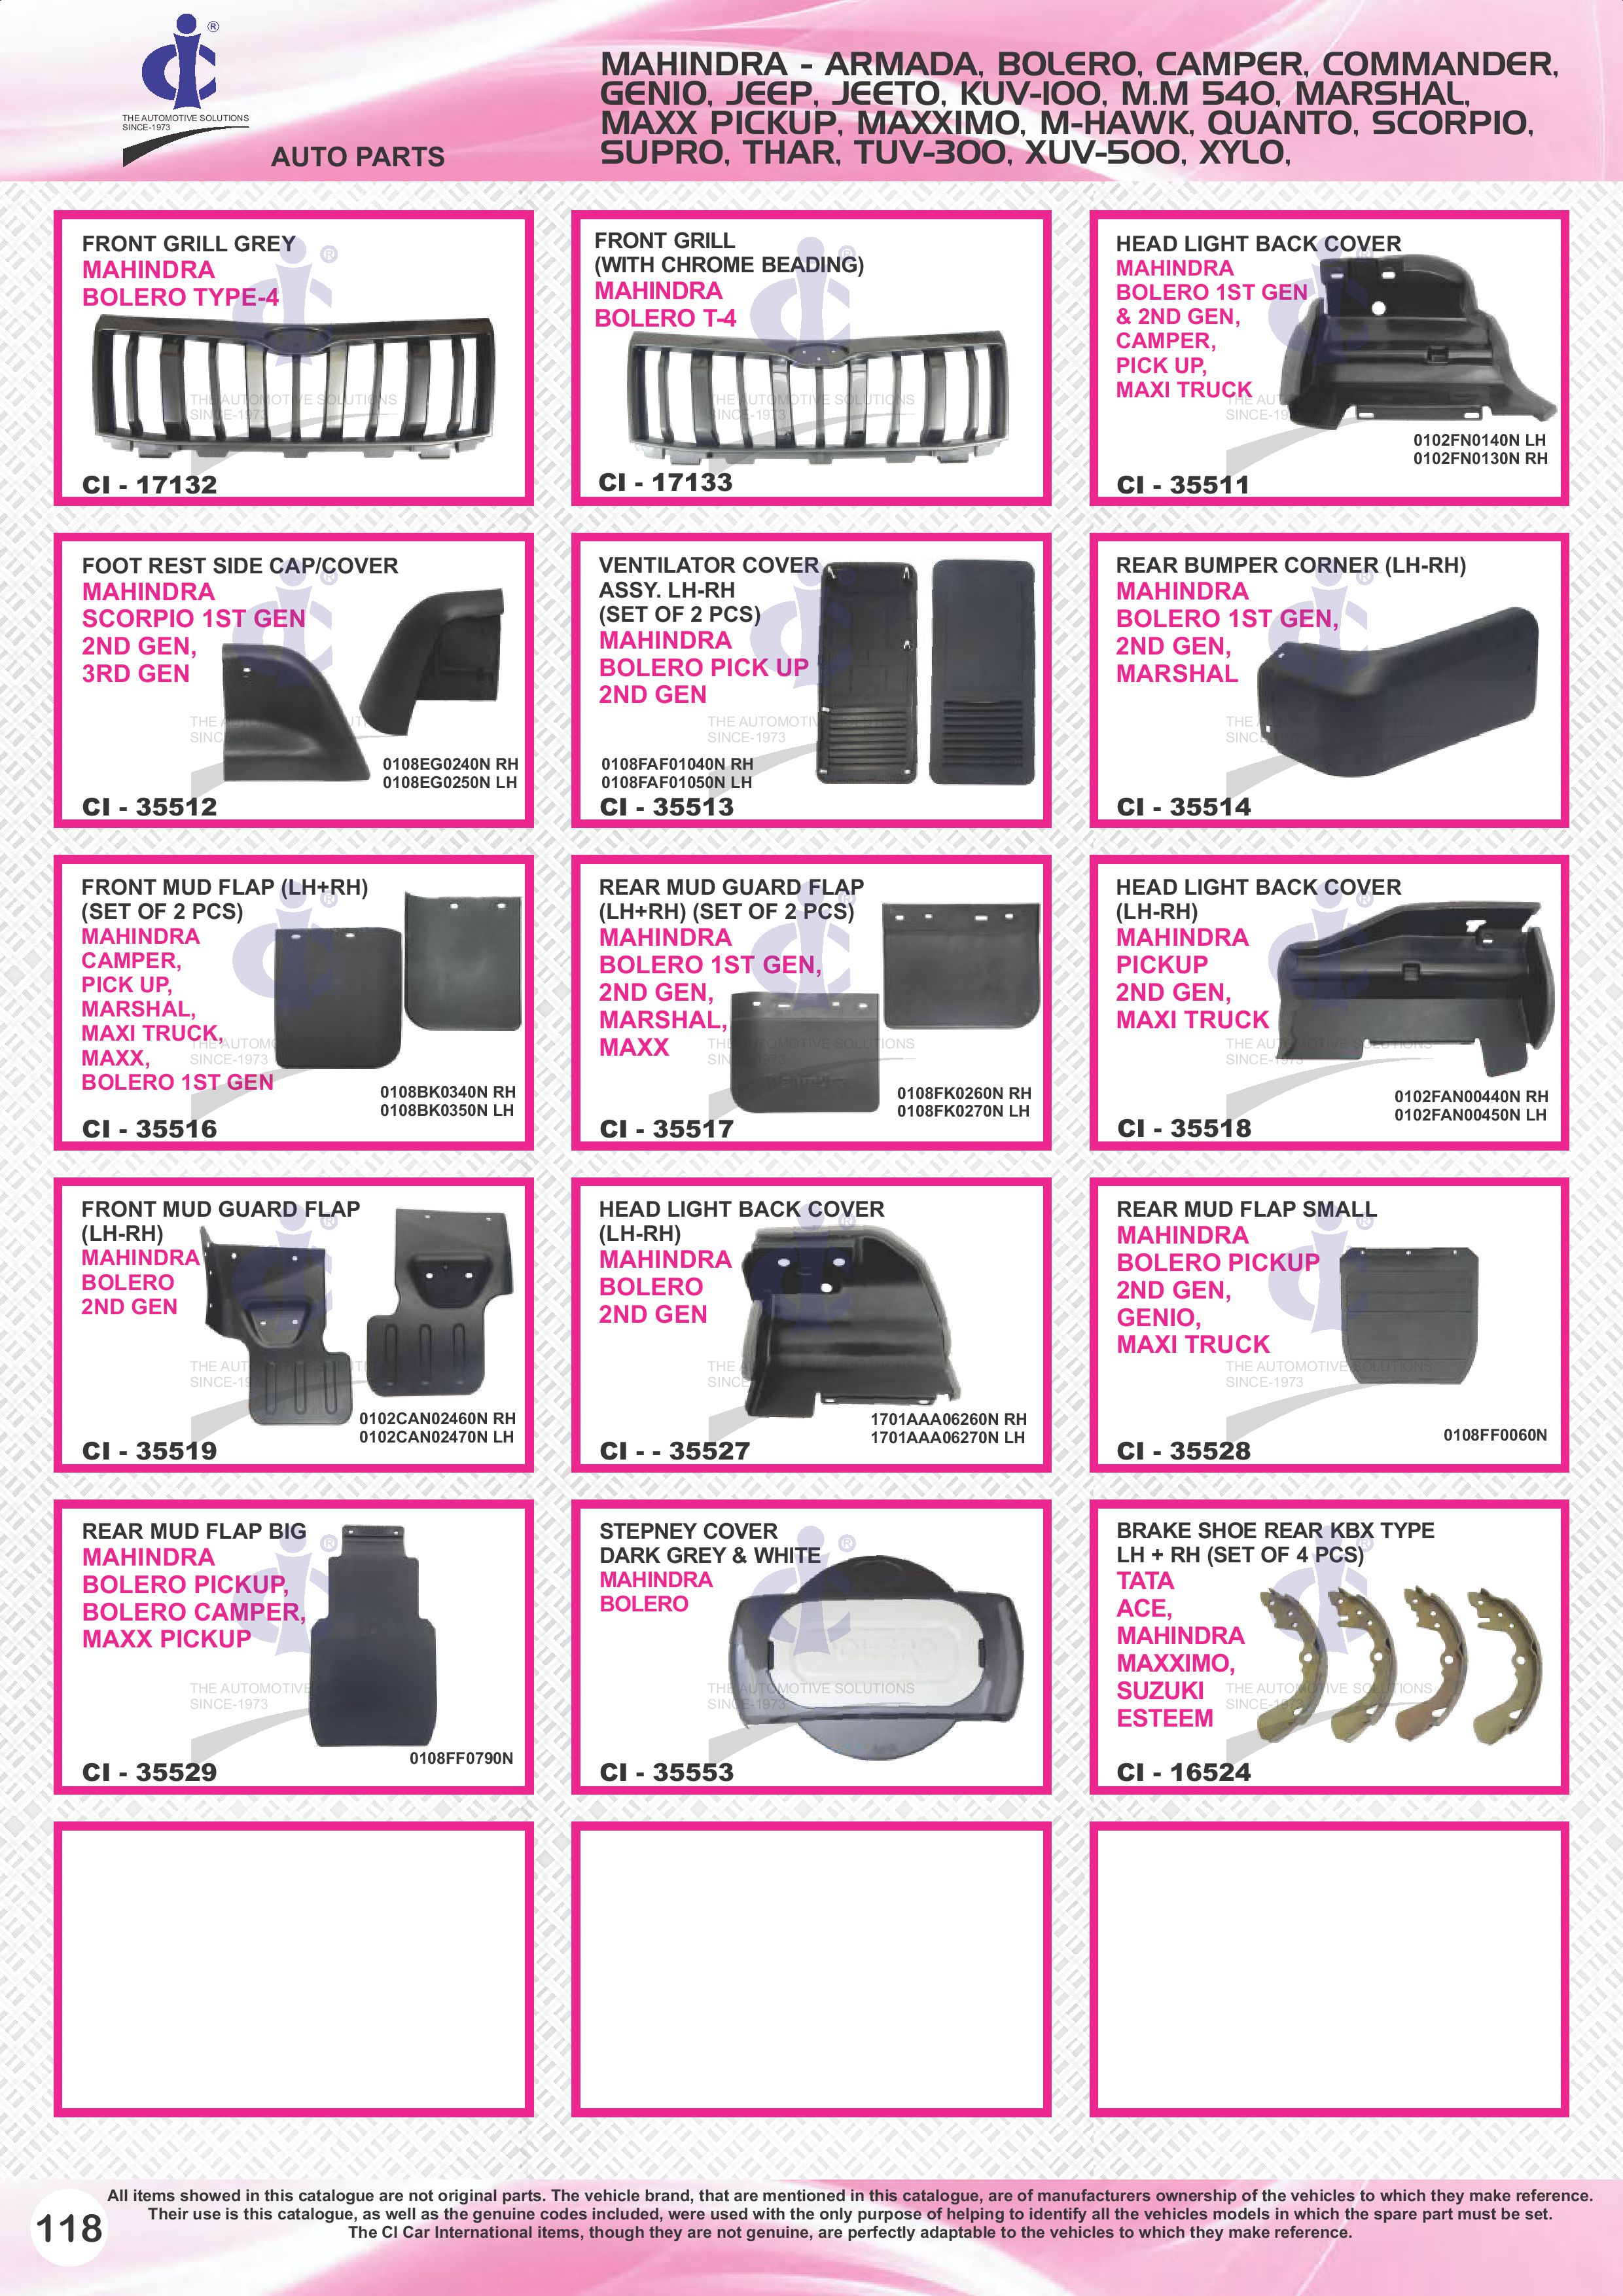 ®
THE AUTOMOTIVE SOLUTIONS
SINCE-1973
AUTO PARTS
MAHINDRA - ARMADA, BOLERO, CAMPER, COMMANDER,
GENIO, JEEP, JEETO, KUV-100, M.M 540, MARSHAL,
MAXX PICKUP, MAXXIMO, M-HAWK, QUANTO, SCORPIO,
SUPRO, THAR, TUV-300, XUV-500, XYLO,
FRONT GRILL GREY
MAHINDRA
BOLERO TYPE-4
CI - 17132
FRONT GRILL
(WITH CHROME BEADING)
MAHINDRA
BOLERO T-4
CI - 17133
HEAD LIGHT BACK COVER
MAHINDRA
BOLERO 1ST GEN
& 2ND GEN,
CAMPER,
PICK UP,
MAXI TRUCK
0102FN0140N LH
0102FN0130N RH
CI - 35511
FOOT REST SIDE CAP/COVER
MAHINDRA
SCORPIO 1ST GEN
2ND GEN,
3RD GEN
0108EG0240N RH
0108EG0250N LH
CI - 35512
VENTILATOR COVER
ASSY. LH-RH
(SET OF 2 PCS)
MAHINDRA
BOLERO PICK UP
2ND GEN
0108FAF01040N RH
0108FAF01050N LH
CI - 35513
REAR BUMPER CORNER (LH-RH)
MAHINDRA
BOLERO 1ST GEN,
2ND GEN,
MARSHAL
CI - 35514
FRONT MUD FLAP (LH+RH)
(SET OF 2 PCS)
MAHINDRA
CAMPER,
PICK UP,
MARSHAL,
MAXI TRUCK,
MAXX,
BOLERO 1ST GEN
0108BK0340N RH
0108BK0350N LH
CI - 35516
REAR MUD GUARD FLAP
(LH+RH) (SET OF 2 PCS)
MAHINDRA
BOLERO 1ST GEN,
2ND GEN,
MARSHAL,
MAXX
0108FK0260N RH
0108FK0270N LH
CI - 35517
HEAD LIGHT BACK COVER
(LH-RH)
MAHINDRA
PICKUP
2ND GEN,
MAXI TRUCK
0102FAN00440N RH
0102FAN00450N LH
CI - 35518
FRONT MUD GUARD FLAP
(LH-RH)
MAHINDRA
BOLERO
2ND GEN
0102CAN02460N RH
0102CAN02470N LH
CI - 35519
HEAD LIGHT BACK COVER
(LH-RH)
MAHINDRA
BOLERO
2ND GEN
1701AAA06260N RH
1701AAA06270N LH
CI - - 35527
REAR MUD FLAP SMALL
MAHINDRA
BOLERO PICKUP
2ND GEN,
GENIO,
MAXI TRUCK
0108FF0060N
CI - 35528
REAR MUD FLAP BIG
MAHINDRA
BOLERO PICKUP,
BOLERO CAMPER,
MAXX PICKUP
0108FF0790N
CI - 35529
STEPNEY COVER
DARK GREY & WHITE
MAHINDRA
BOLERO
CI - 35553
BRAKE SHOE REAR KBX TYPE
LH + RH (SET OF 4 PCS)
TATA
ACE,
MAHINDRA
MAXXIMO,
SUZUKI
ESTEEM
CI - 16524
118
All items showed in this catalogue are not original parts. The vehicle brand, that are mentioned in this catalogue, are of manufacturers ownership of the vehicles to which they make reference.
Their use is this catalogue, as well as the genuine codes included, were used with the only purpose of helping to identify all the vehicles models in which the spare part must be set.
The CI Car International items, though they are not genuine, are perfectly adaptable to the vehicles to which they make reference.